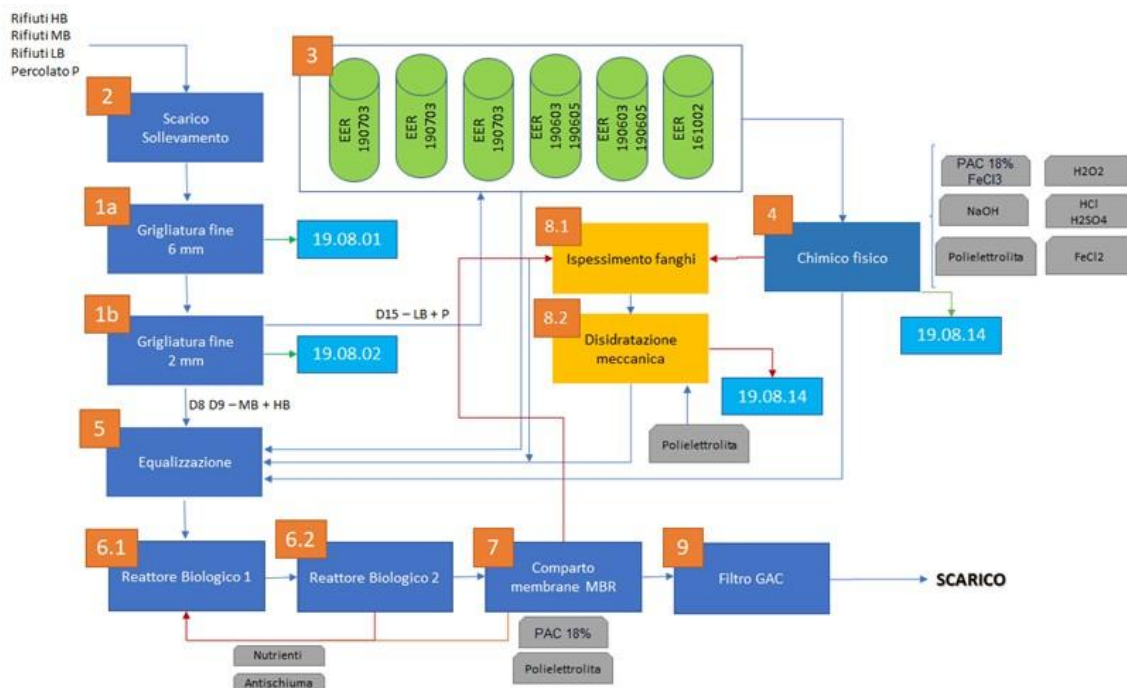 Rifiuti HB
Rifiuti MB
Rifiuti LB
Percolato P
2
Scarico
Sollevamento
3
EER
190703
EER
190703
EER
190703
EER
190603
190605
EER
190603
190605
EER
161002
1a
Grigliatura fine
6 mm
19.08.01
1b
Grigliatura fine
2 mm
19.08.02
D15 – LB + P
D8 D9 – MB + HB
8.1
Ispessimento fanghi
8.2
Disidratazione
meccanica
19.08.14
Polielettrolita
4
Chimico fisico
PAC 18%
FeCl3
H2O2
NaOH
HCl
H2SO4
Polielettrolita
FeCl2
19.08.14
5
Equalizzazione
6.1
Reattore Biologico 1
6.2
Reattore Biologico 2
7
Comparto
membrane MBR
9
Filtro GAC
SCARICO
Nutrienti
Antischiuma
PAC 18%
Polielettrolita